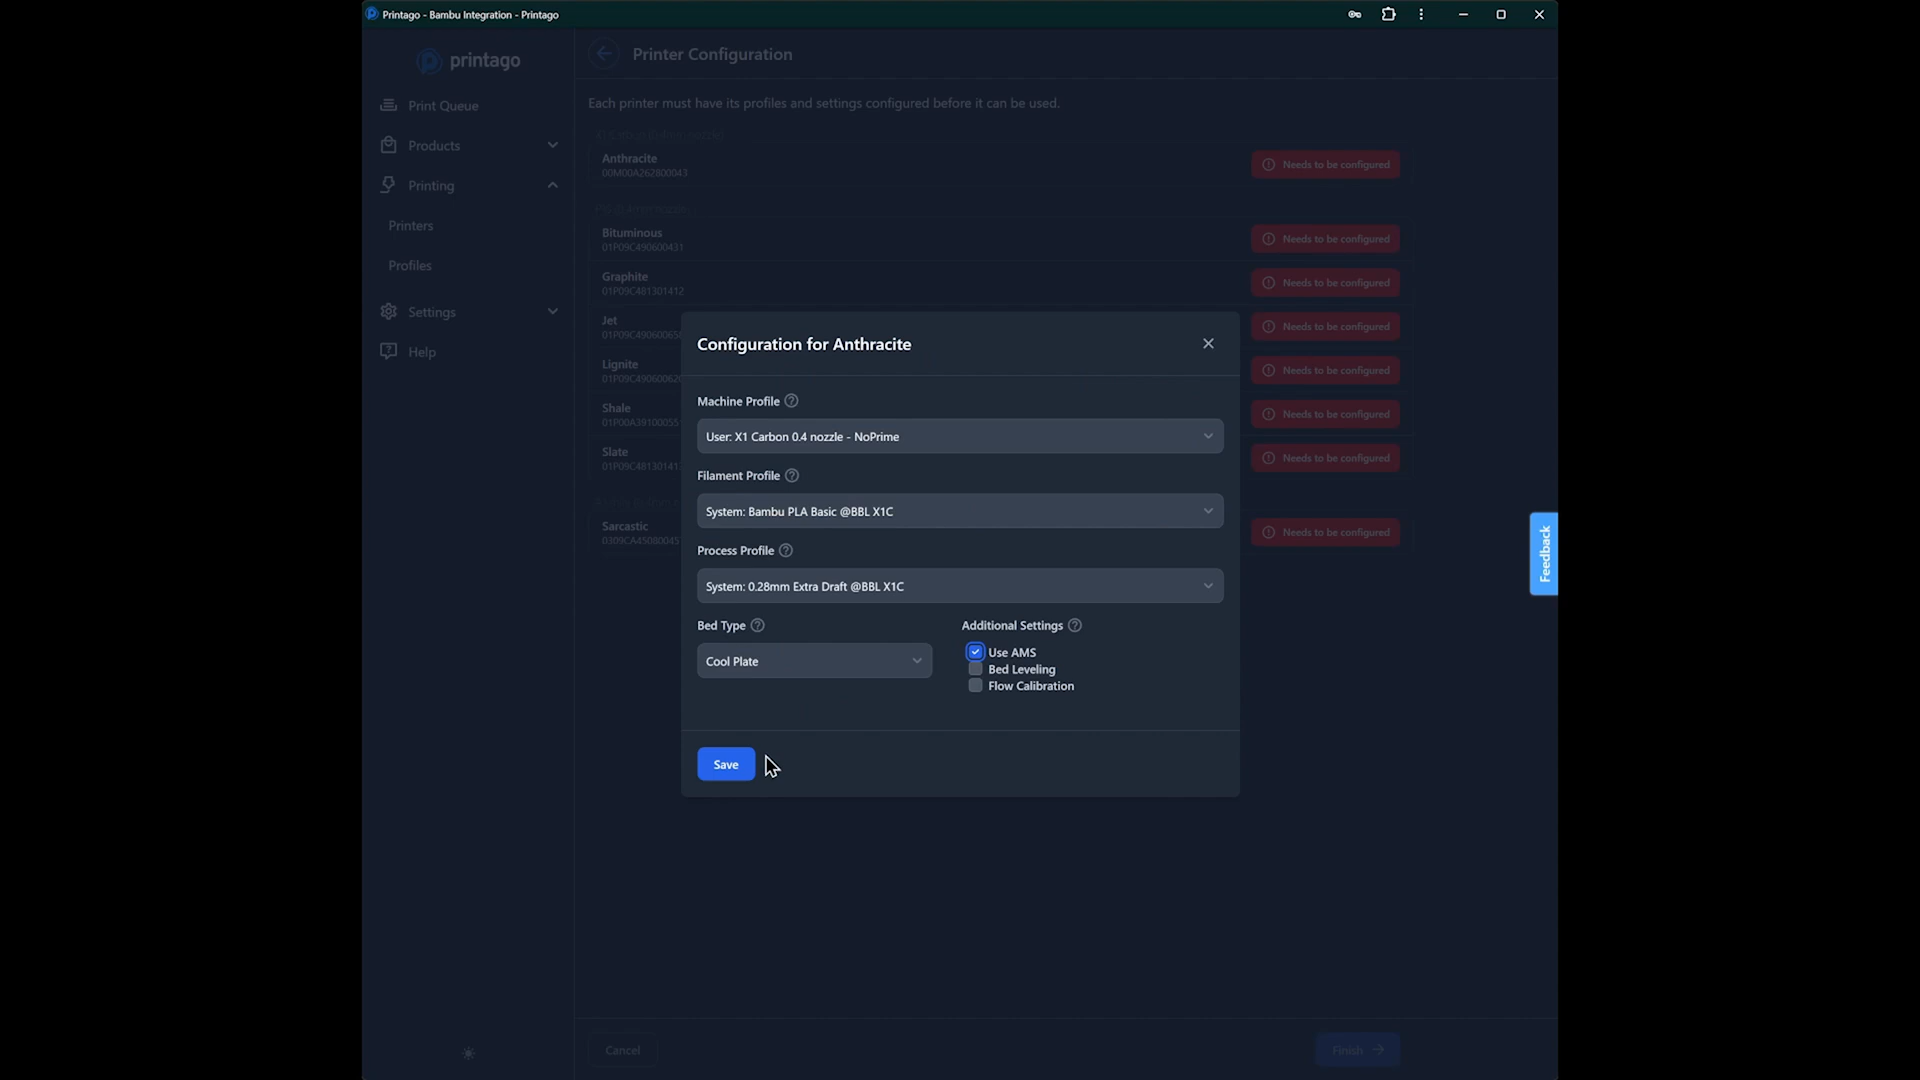 Printago - Bambu Integration - Printago
printago
Printer Configuration
Print Queue
Products
Printing
Printers
Profiles
Settings
Help
Each printer must have its profiles and settings configured before it can be used.
Anthracite
00M00A262800043
Needs to be configured
Bituminous
01P09C490600431
Needs to be configured
Graphite
01P09C481301412
Needs to be configured
Jet
Needs to be configured
Lignite
Needs to be configured
Shale
Needs to be configured
Slate
Needs to be configured
Sarcastic
Needs to be configured
Configuration for Anthracite
Machine Profile
User: X1 Carbon 0.4 nozzle - NoPrime
Filament Profile
System: Bambu PLA Basic @BBL X1C
Process Profile
System: 0.28mm Extra Draft @BBL X1C
Bed Type
Cool Plate
Additional Settings
Use AMS
Bed Leveling
Flow Calibration
Save
Feedback
Cancel
Finish